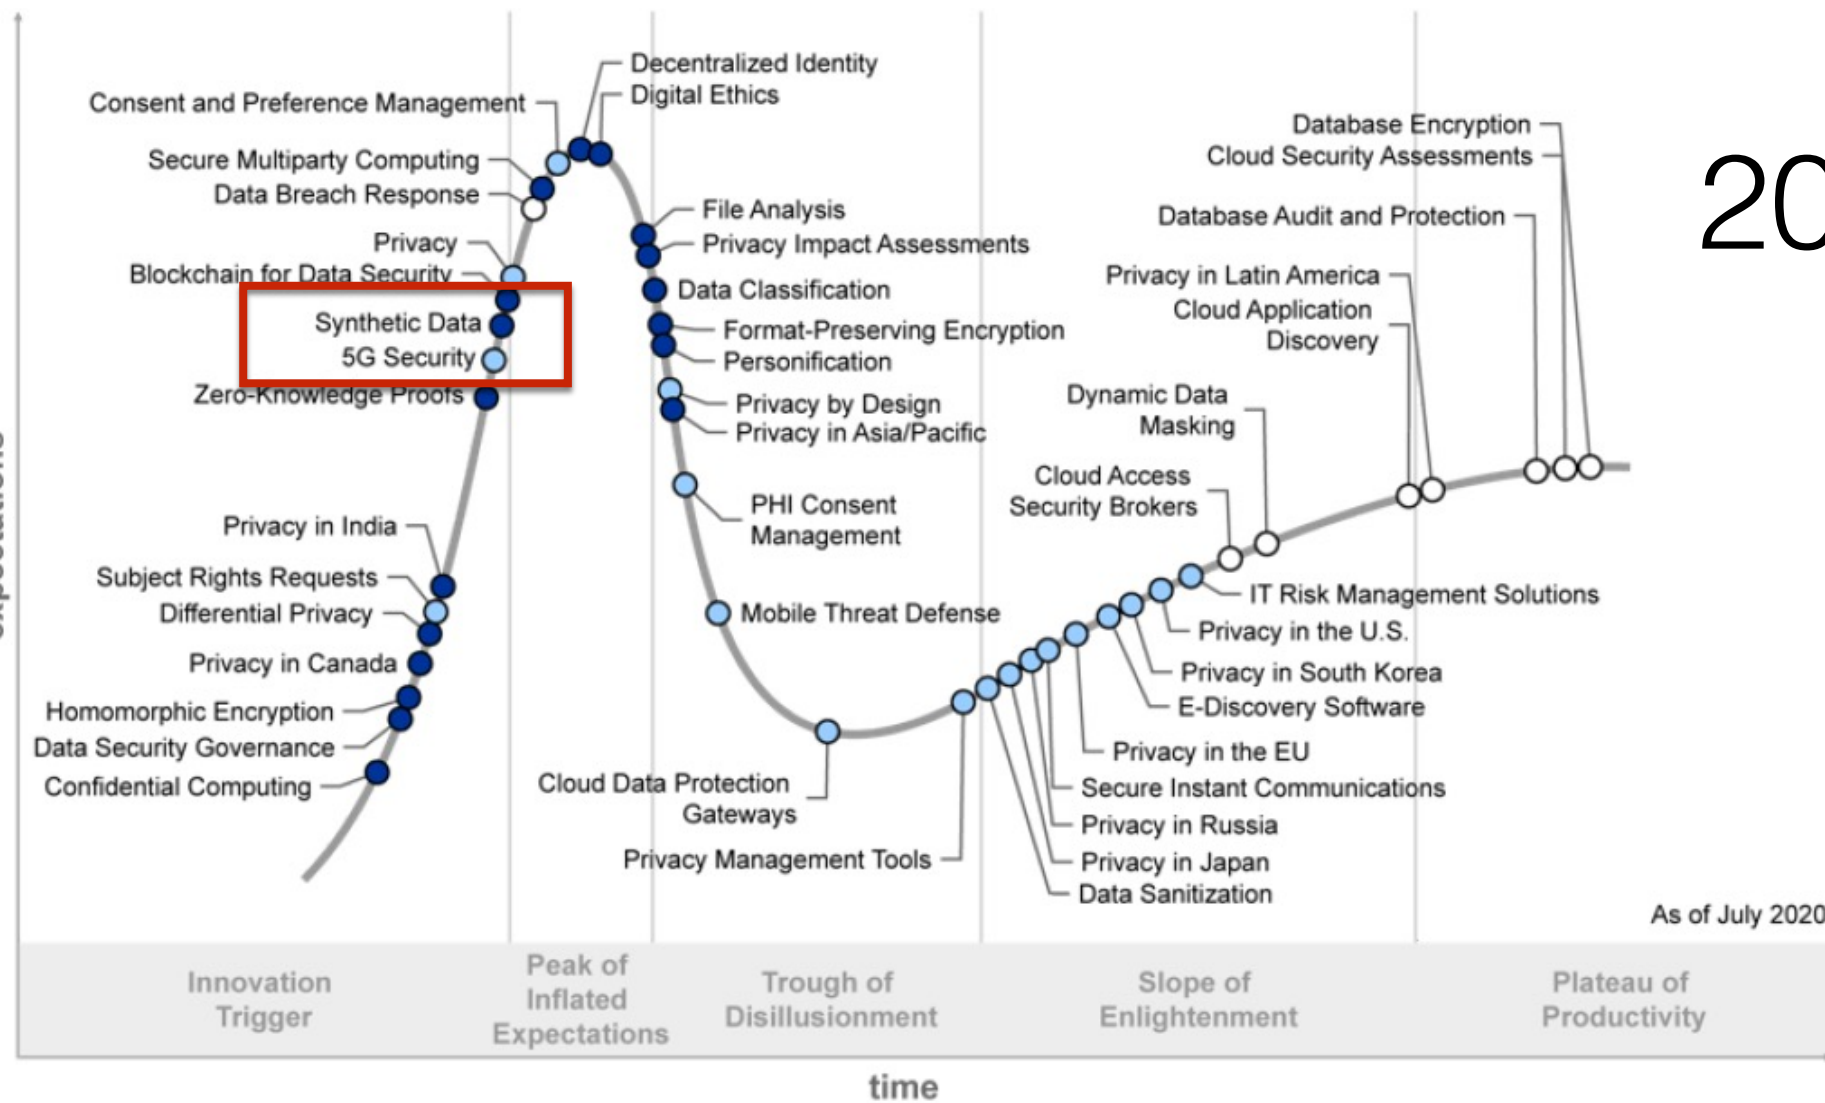 Decentralized Identity
Digital Ethics
Consent and Preference Management
Secure Multiparty Computing
Data Breach Response
Privacy
Blockchain for Data Security
Synthetic Data
5G Security
Zero-Knowledge Proofs
Privacy in India
Subject Rights Requests
Differential Privacy
Privacy in Canada
Homomorphic Encryption
Data Security Governance
Confidential Computing
File Analysis
Privacy Impact Assessments
Data Classification
Format-Preserving Encryption
Personification
Privacy by Design
Privacy in Asia/Pacific
PHI Consent
Management
Mobile Threat Defense
Cloud Data Protection
Gateways
Privacy Management Tools
Database Encryption
Cloud Security Assessments
Database Audit and Protection
Privacy in Latin America
Cloud Application
Discovery
Dynamic Data
Masking
Cloud Access
Security Brokers
IT Risk Management Solutions
Privacy in the U.S.
Privacy in South Korea
E-Discovery Software
Privacy in the EU
Secure Instant Communications
Privacy in Russia
Privacy in Japan
Data Sanitization
20
As of July 2020
Innovation
Trigger
Peak of
Inflated
Expectations
Trough of
Disillusionment
Slope of
Enlightenment
Plateau of
Productivity
time